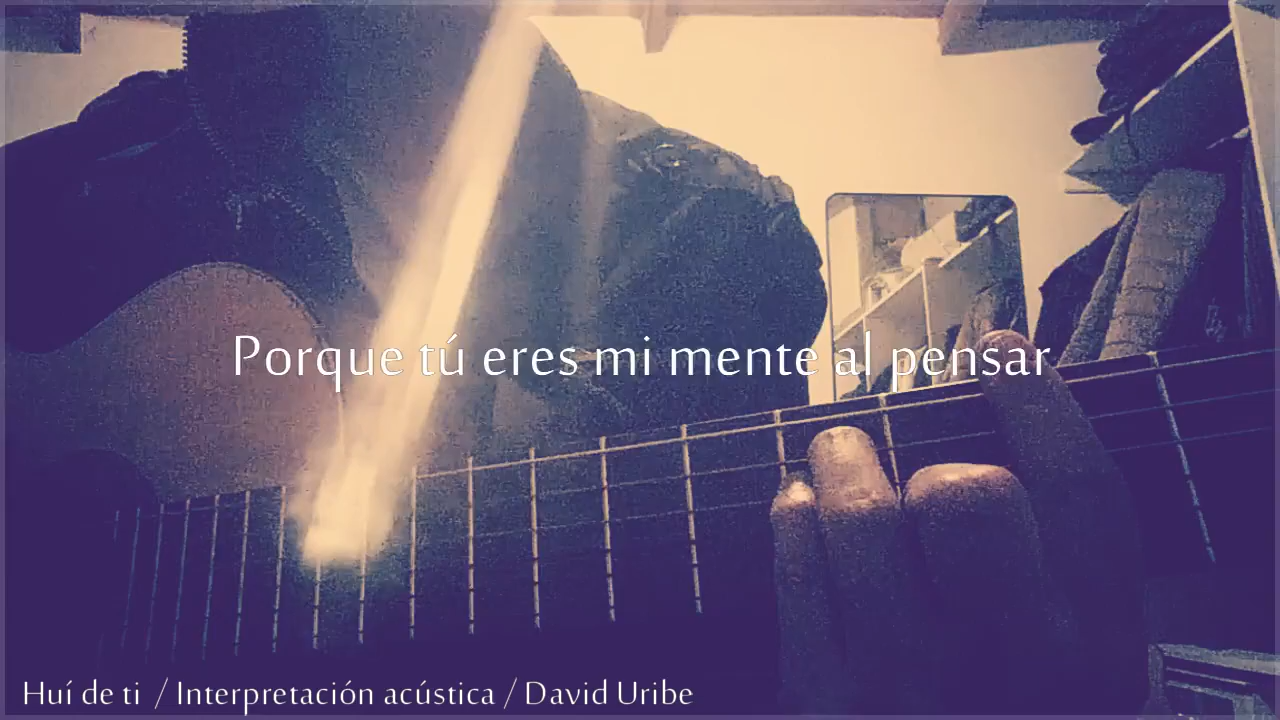 Porque tú eres mi mente al pensar
Huí de ti / Interpretación acústica / David Uribe